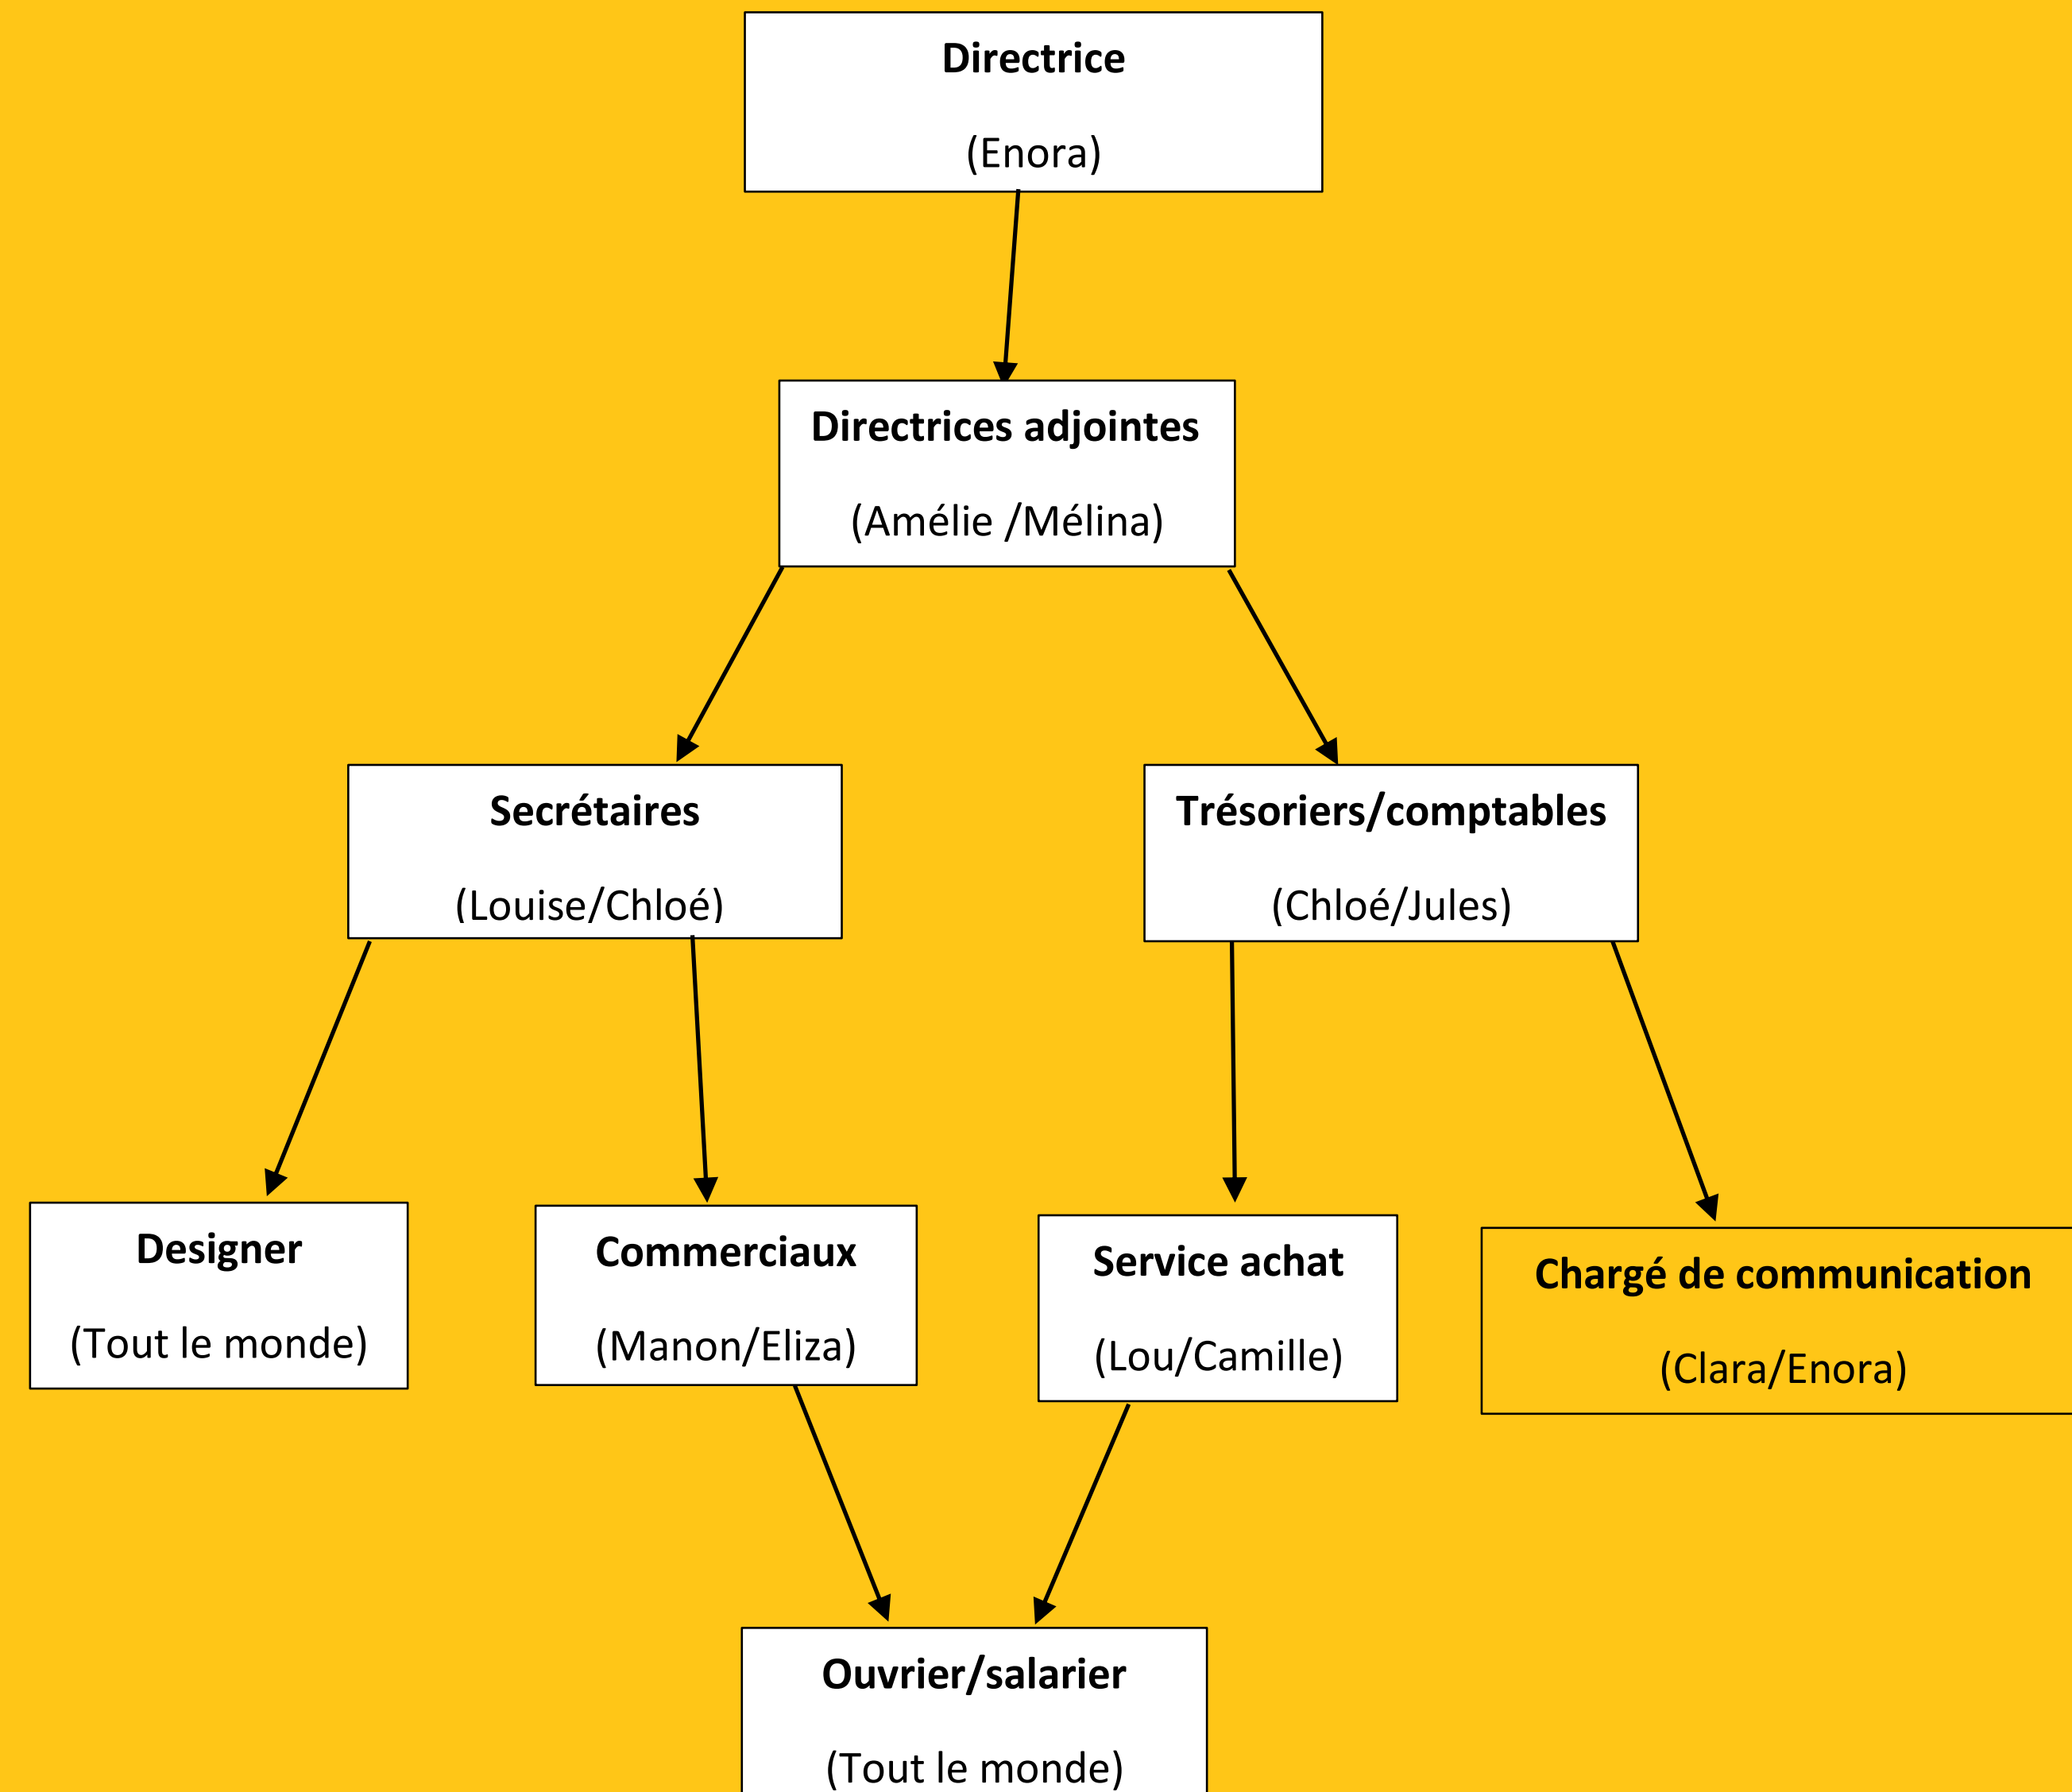 Directrice
(Enora)
Directrices adjointes
(Amélie /Mélina)
Secrétaires
(Louise/Chloé)
Trésoriers/comptables
(Chloé/Jules)
Designer
(Tout le monde)
Commerciaux
(Manon/Eliza)
Service achat
(Lou/Camille)
Chargé de communication
(Clara/Enora)
Ouvrier/salarier
(Tout le monde)